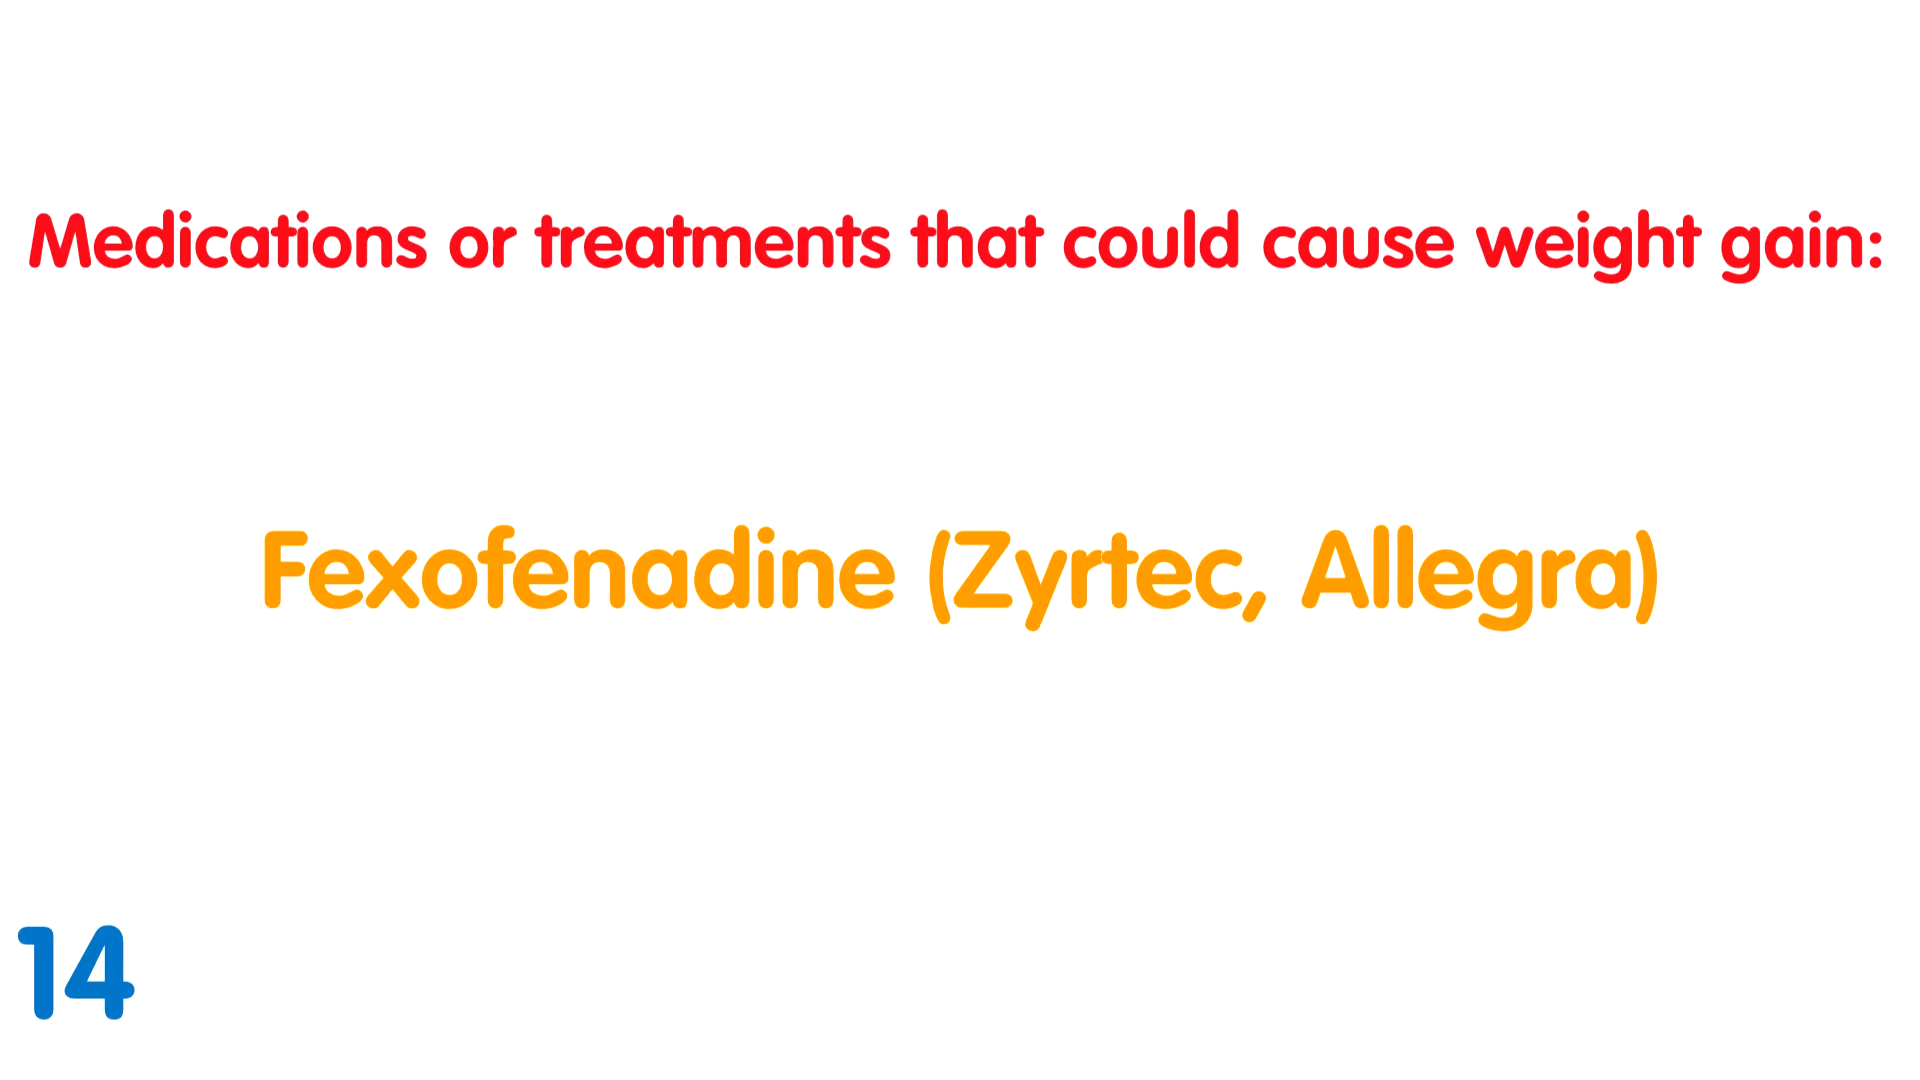 Medications or treatments that could cause weight gain:
Fexofenadine (Zyrtec, Allegra)
14